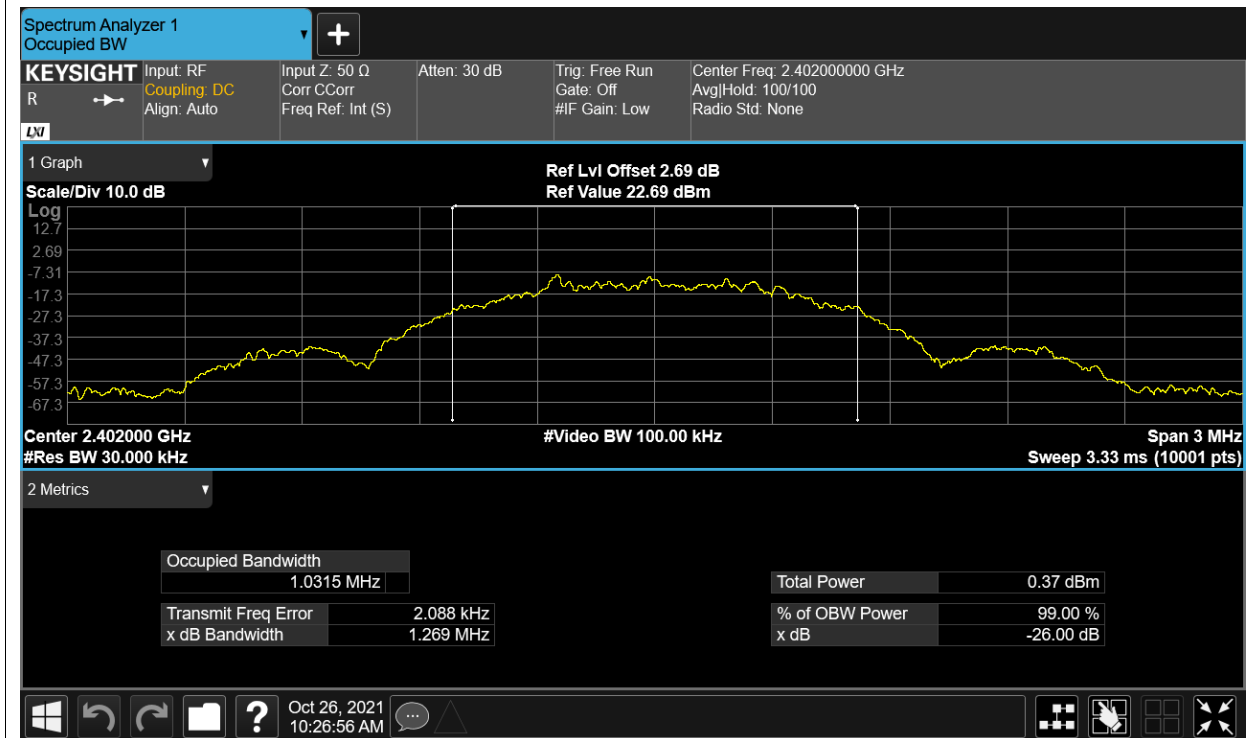 Spectrum Analyzer 1
Occupied BW
KEYSIGHT
R
LXI
Input: RF
Coupling: DC
Align: Auto
Input Z: 50 Ω
Corr CCorr
Freq Ref: Int (S)
Atten: 30 dB
Trig: Free Run
Gate: Off
#IF Gain: Low
Center Freq: 2.402000000 GHz
Avg|Hold: 100/100
Radio Std: None
1 Graph
Scale/Div 10.0 dB
Ref Lvl Offset 2.69 dB
Ref Value 22.69 dBm
Log
12.7
2.69
-7.31
-17.3
-27.3
-37.3
-47.3
-57.3
-67.3
Center 2.402000 GHz
#Res BW 30.000 kHz
#Video BW 100.00 kHz
Span 3 MHz
Sweep 3.33 ms (10001 pts)
2 Metrics
Occupied Bandwidth
1.0315 MHz
Transmit Freq Error 2.088 kHz
x dB Bandwidth 1.269 MHz
Total Power 0.37 dBm
% of OBW Power 99.00 %
x dB -26.00 dB
?
Oct 26, 2021
10:26:56 AM